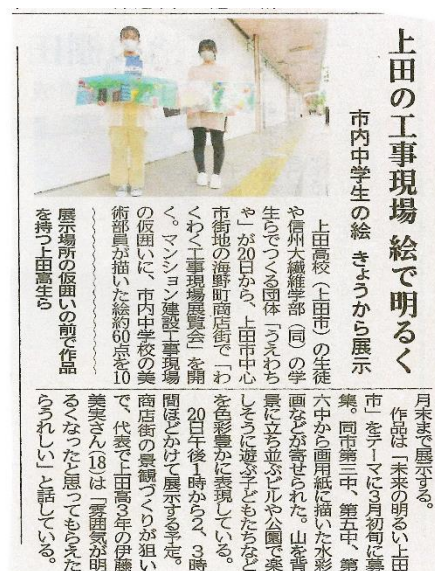 上田の工事現場 絵で明るく
市内中学生の絵 きょうから展示
展示場所の仮囲いの前で作品
を持つ上田高生ら
上田高校（上田市）の生徒
や信州大繊維学部（同）の学
生らでつくる団体「うえわち
ゃ」が20日から、上田市中心
市街地の海野町商店街で「わ
くわく工事現場展覧会」を開
く。マンション建設工事現場
の仮囲いに、市内中学校の美
術部員が描いた絵約60点を10
月末まで展示する。
作品は「未来の明るい上田
市」をテーマに3月初旬に募
集。同市第三中、第五中、第
六中から画用紙に描いた水彩
画などが寄せられた。山を背
景に立ち並ぶビルや公園で楽
しそうに遊ぶ子どもたちなど
を色彩豊かに表現している。
20日午後1時から2、3時
間ほどかけて展示する予定。
商店街の景観づくりが狙い
で、代表で上田高3年の伊藤
美実さん(18)は「雰囲気が明
るくなったと思ってもらえた
らうれしい」と話している。